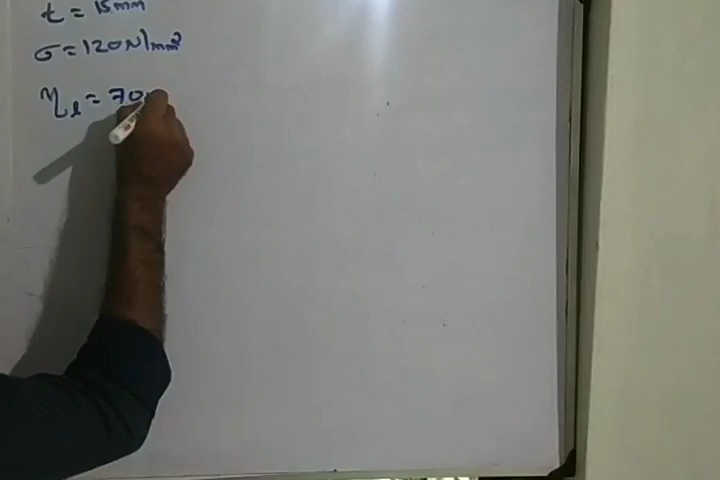 t = 15mm
σ = 120N/mm²
ηl = 70